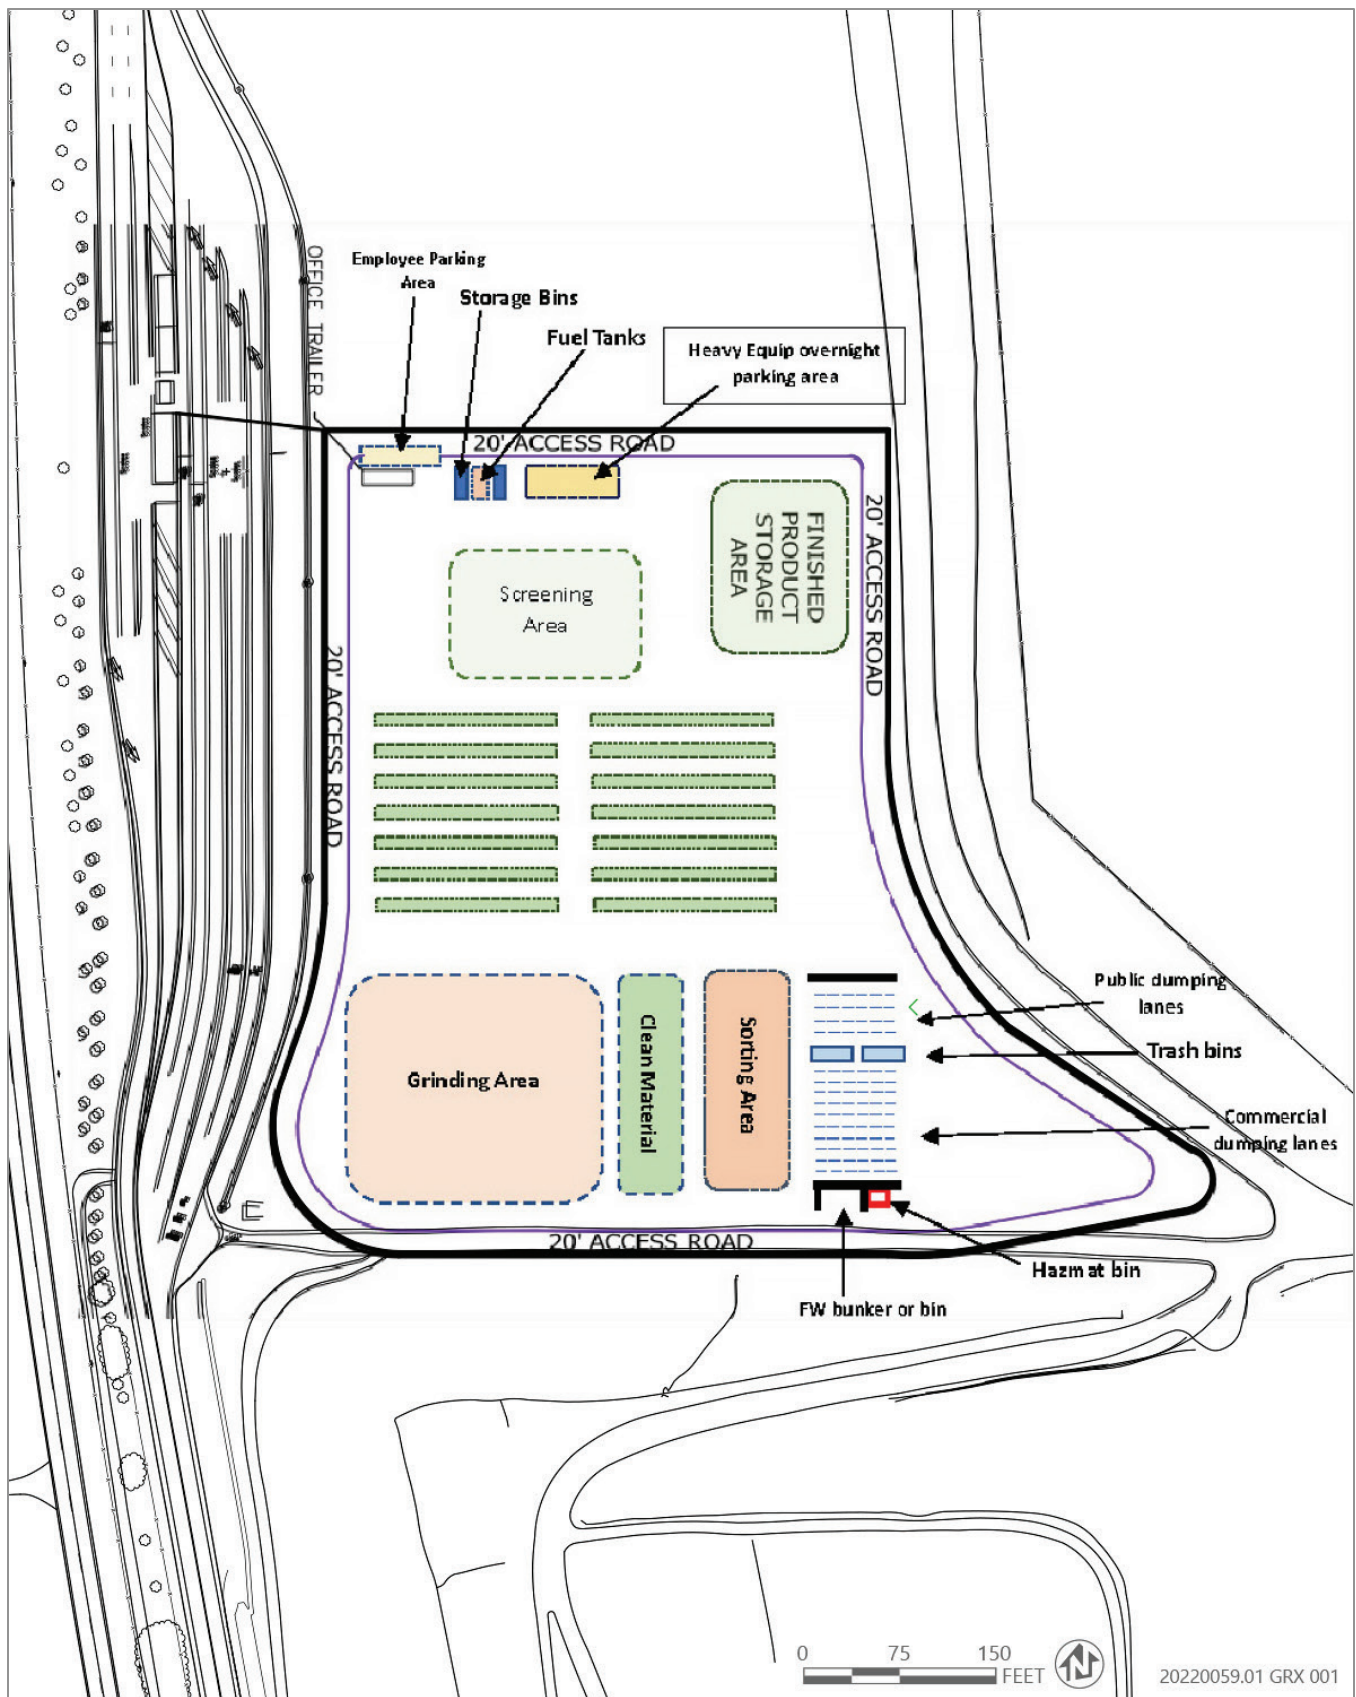 OFFICE TRAILER
Employee Parking
Area
Storage Bins
Fuel Tanks
Heavy Equip overnight
parking area
20' ACCESS ROAD
FINISHED
PRODUCT
STORAGE
AREA
20' ACCESS ROAD
Screening
Area
20' ACCESS ROAD
Public dumping
lanes
Trash bins
Grinding Area
Clean Material
Sorting Area
Commercial
dumping lanes
20' ACCESS ROAD
Hazmat bin
FW bunker or bin
0 75 150
FEET
N
20220059.01 GRX 001